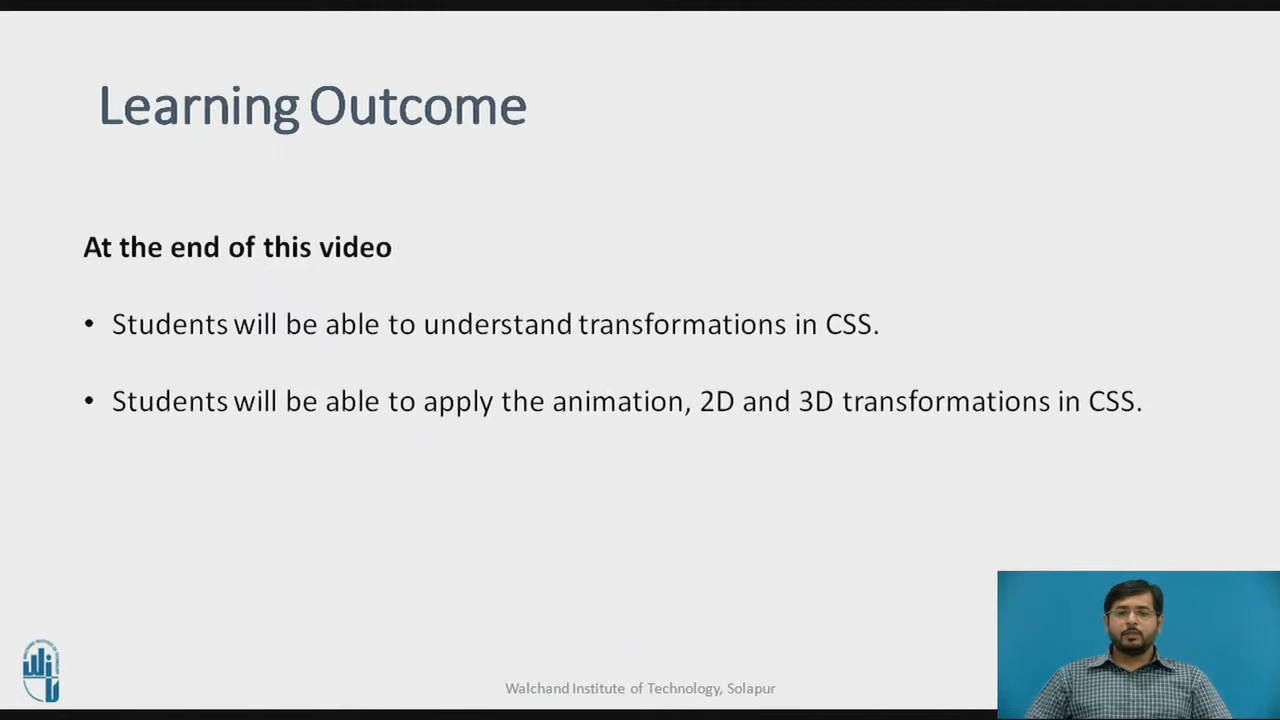 Learning Outcome
At the end of this video
• Students will be able to understand transformations in CSS.
• Students will be able to apply the animation, 2D and 3D transformations in CSS.
Walchand Institute of Technology, Solapur